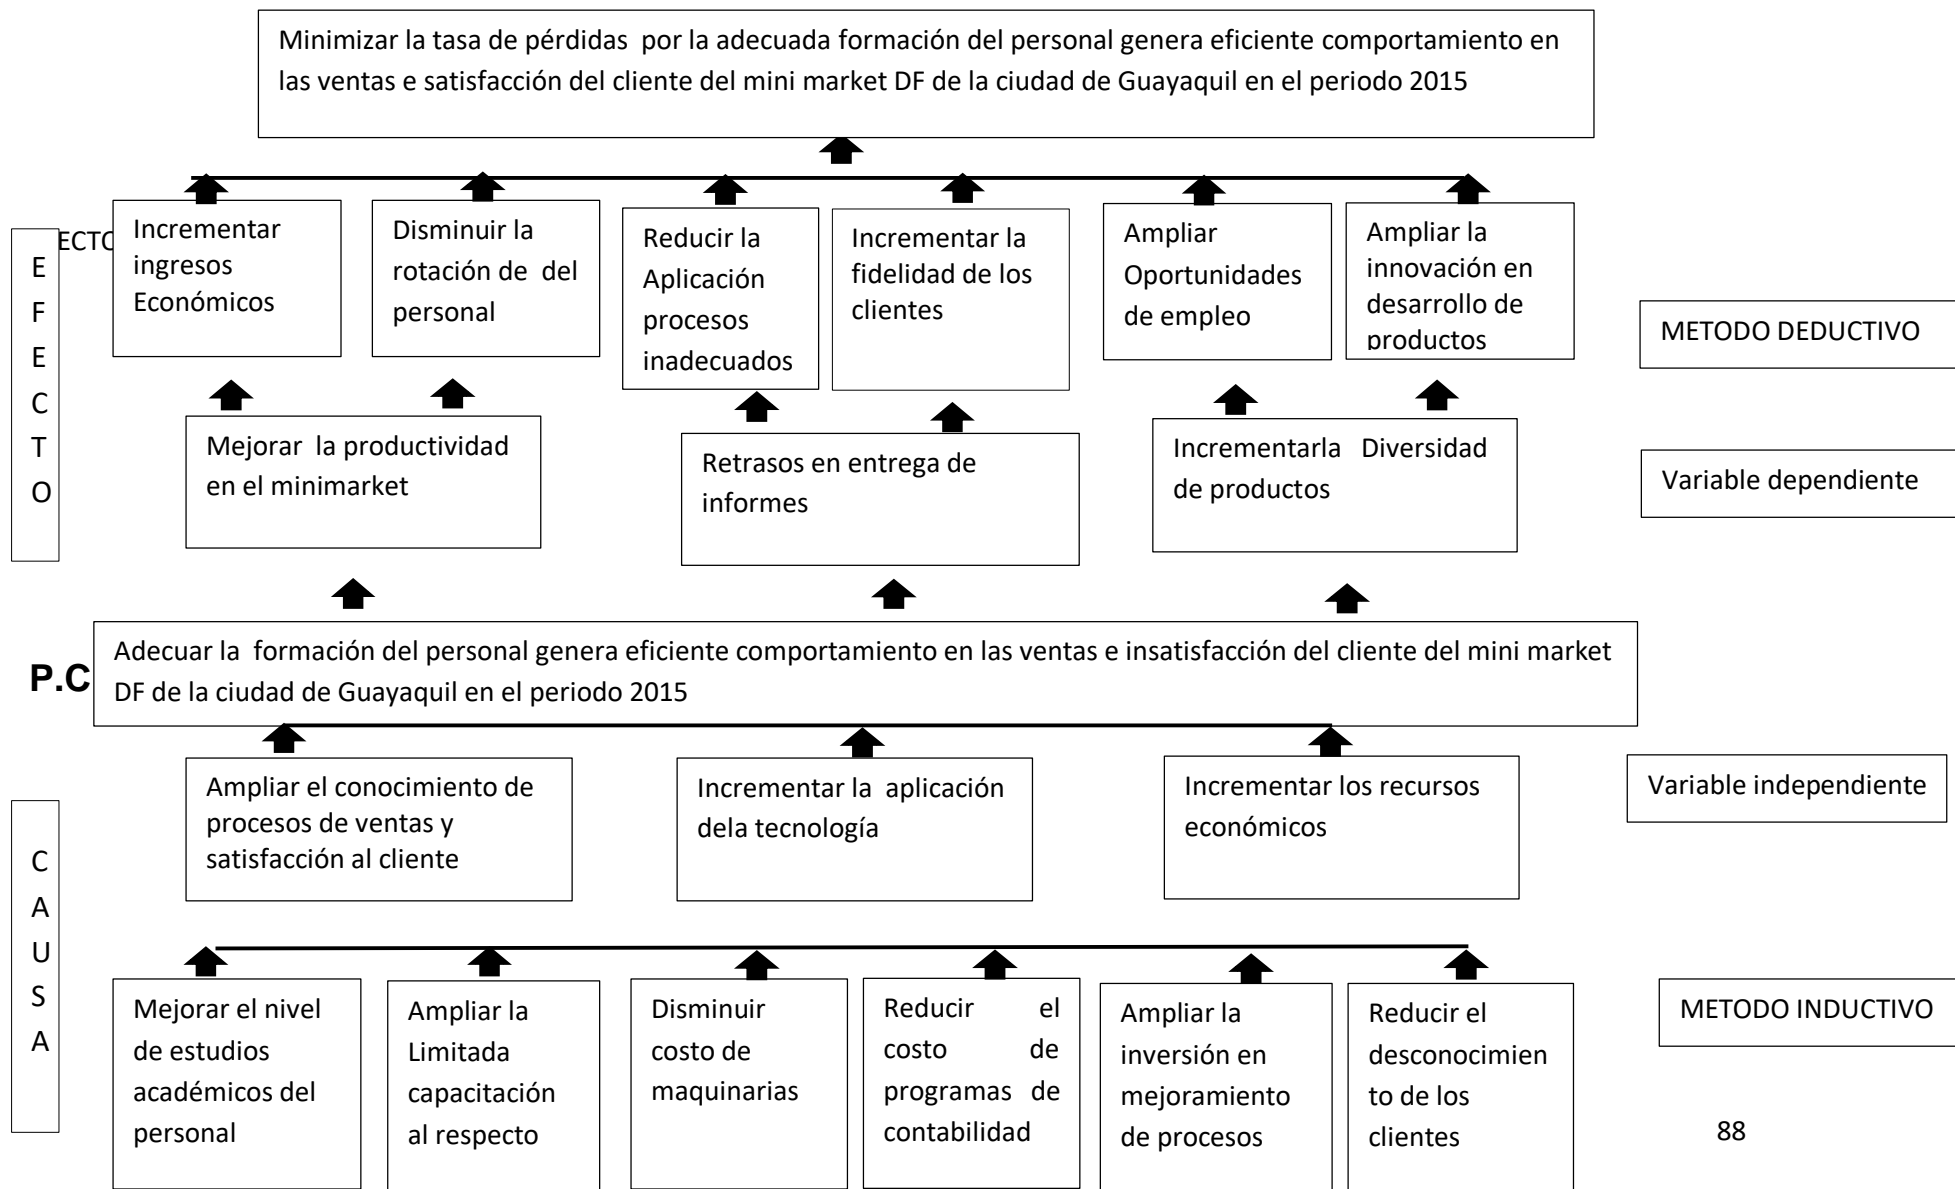 Minimizar la tasa de pérdidas por la adecuada formación del personal genera eficiente comportamiento en
las ventas e satisfacción del cliente del mini market DF de la ciudad de Guayaquil en el periodo 2015
ECTO
E
F
E
C
T
O
Incrementar
ingresos
Económicos
Disminuir la
rotación de del
personal
Reducir la
Aplicación
procesos
inadecuados
Incrementar la
fidelidad de los
clientes
Ampliar
Oportunidades
de empleo
Ampliar la
innovación en
desarrollo de
productos
METODO DEDUCTIVO
Mejorar la productividad
en el minimarket
Retrasos en entrega de
informes
Incrementarla Diversidad
de productos
Variable dependiente
P.C
Adecuar la formación del personal genera eficiente comportamiento en las ventas e insatisfacción del cliente del mini market
DF de la ciudad de Guayaquil en el periodo 2015
C
A
U
S
A
Ampliar el conocimiento de
procesos de ventas y
satisfacción al cliente
Incrementar la aplicación
dela tecnología
Incrementar los recursos
económicos
Variable independiente
Mejorar el nivel
de estudios
académicos del
personal
Ampliar la
Limitada
capacitación
al respecto
Disminuir
costo de
maquinarias
Reducir el
costo de
programas de
contabilidad
Ampliar la
inversión en
mejoramiento
de procesos
Reducir el
desconocimien
to de los
clientes
METODO INDUCTIVO
88